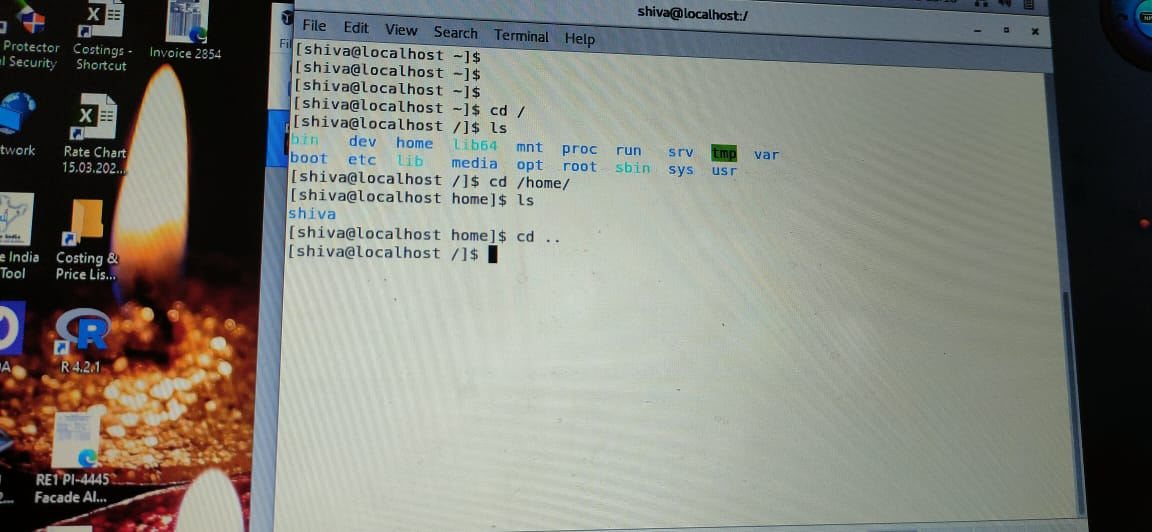 Protector
l Security
Costings -
Shortcut
Invoice 2854
twork
Rate Chart
15.03.202...
e India
Tool
Costing &
Price Lis...
R 4.2.1
RE1 PI-4445
Facade Al...
shiva@localhost:/
File Edit View Search Terminal Help
[shiva@localhost ~]$
[shiva@localhost ~]$
[shiva@localhost ~]$
[shiva@localhost ~]$ cd /
[shiva@localhost /]$ ls
bin dev home lib64 mnt proc run srv tmp var
boot etc lib media opt root sbin sys usr
[shiva@localhost /]$ cd /home/
[shiva@localhost home]$ ls
shiva
[shiva@localhost home]$ cd ..
[shiva@localhost /]$